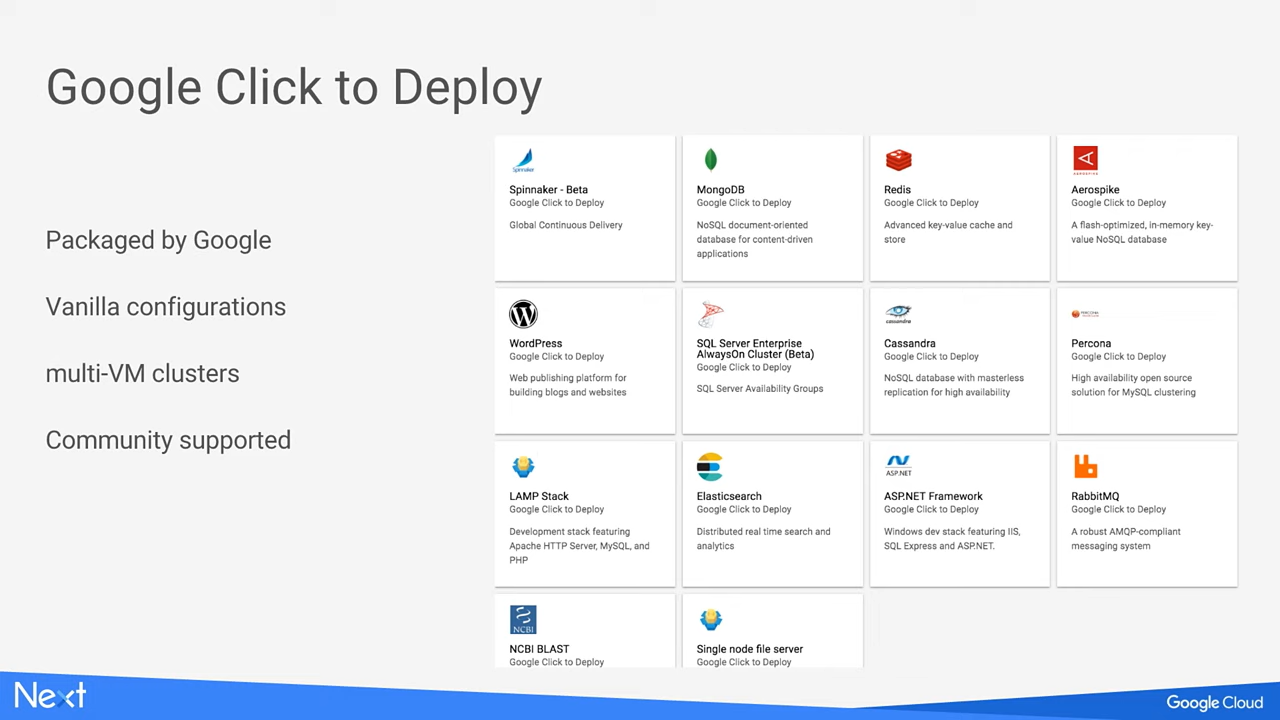 Google Click to Deploy
Packaged by Google
Vanilla configurations
multi-VM clusters
Community supported
Spinnaker
Spinnaker - Beta
Google Click to Deploy
Global Continuous Delivery
MongoDB
Google Click to Deploy
NoSQL document-oriented
database for content-driven
applications
Redis
Google Click to Deploy
Advanced key-value cache and
store
AEROSPIKE
Aerospike
Google Click to Deploy
A flash-optimized, in-memory key-
value NoSQL database
WordPress
Google Click to Deploy
Web publishing platform for
building blogs and websites
SQL Server Enterprise
AlwaysOn Cluster (Beta)
Google Click to Deploy
SQL Server Availability Groups
cassandra
Cassandra
Google Click to Deploy
NoSQL database with masterless
replication for high availability
PERCONA
Percona
Google Click to Deploy
High availability open source
solution for MySQL clustering
LAMP Stack
Google Click to Deploy
Development stack featuring
Apache HTTP Server, MySQL, and
PHP
Elasticsearch
Google Click to Deploy
Distributed real time search and
analytics
ASP.NET
ASP.NET Framework
Google Click to Deploy
Windows dev stack featuring IIS,
SQL Express and ASP.NET.
RabbitMQ
Google Click to Deploy
A robust AMQP-compliant
messaging system
NCBI
NCBI BLAST
Google Click to Deploy
Single node file server
Google Click to Deploy
Next
Google Cloud